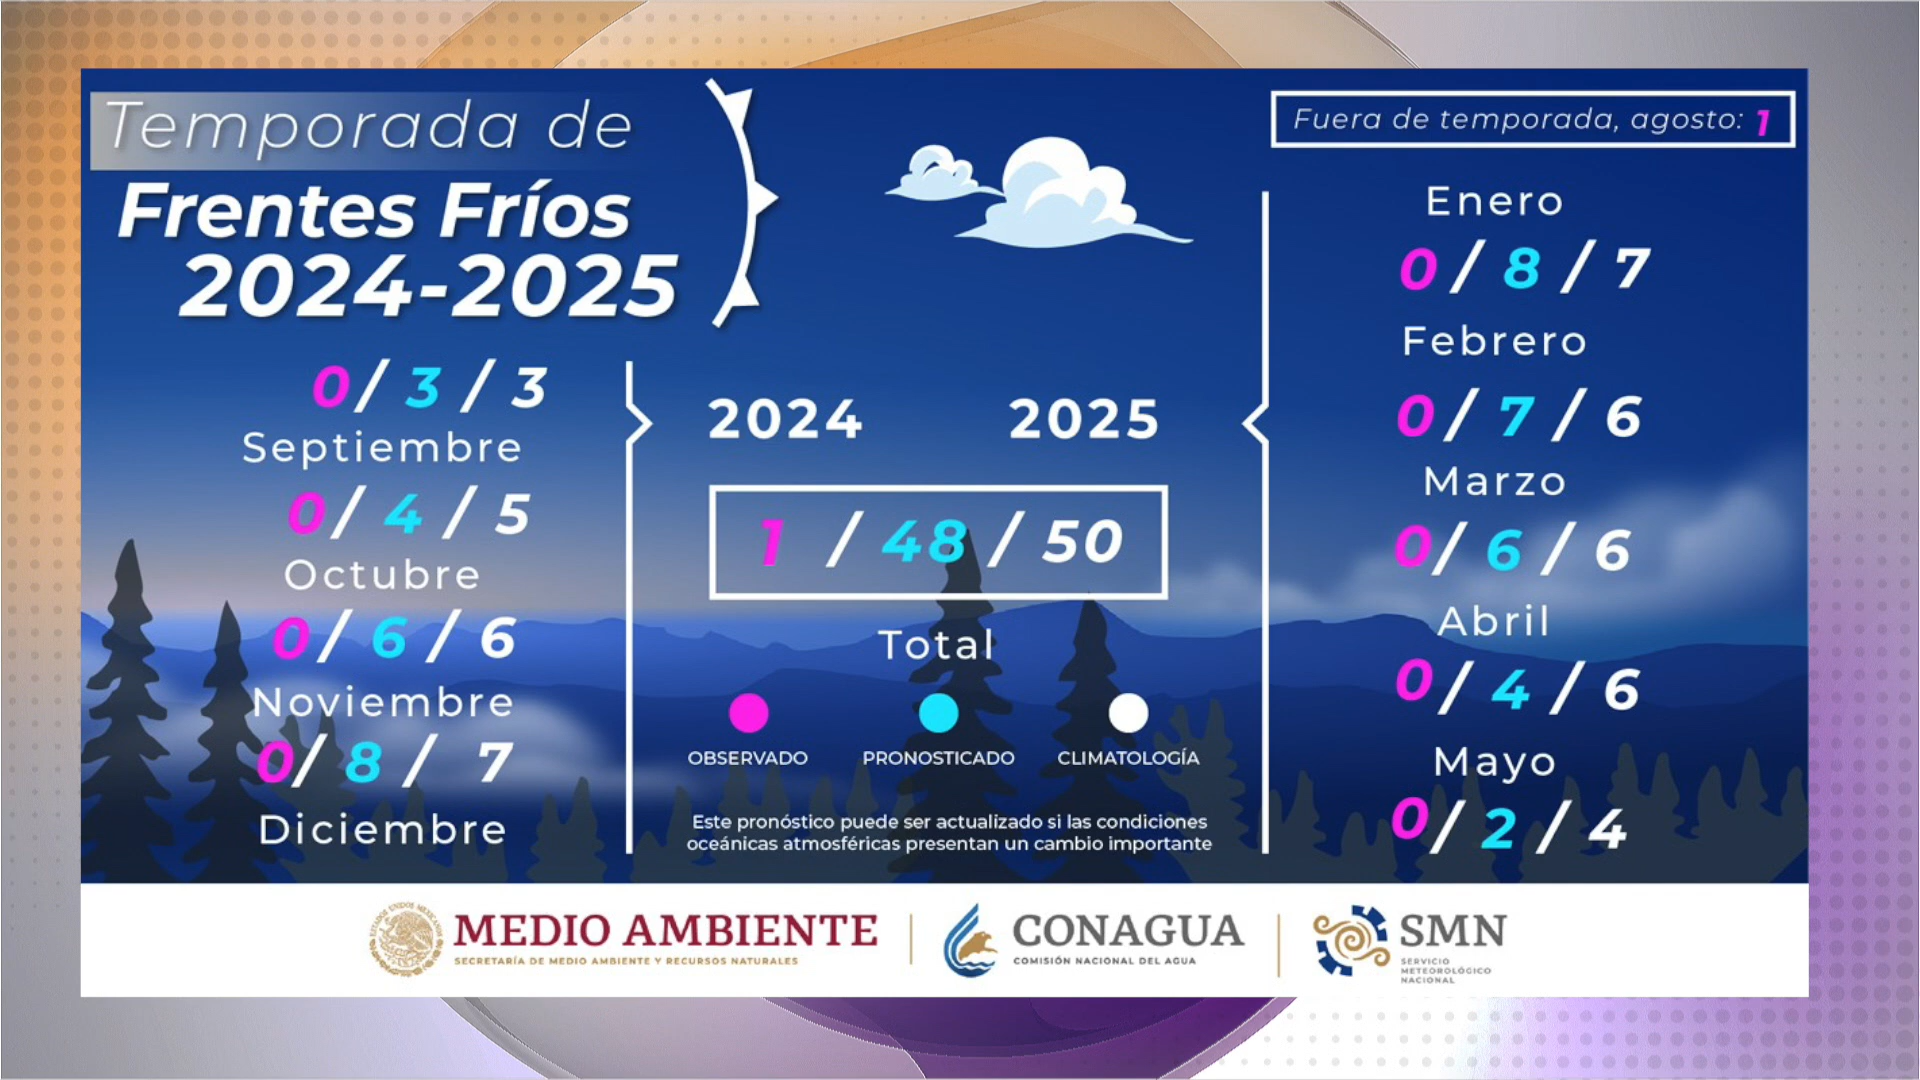 Temporada de
Frentes Fríos
2024-2025
0/ 3 / 3
Septiembre
0/ 4 / 5
Octubre
0/ 6 / 6
Noviembre
0/ 8 / 7
Diciembre
2024 2025
1 / 48 / 50
Total
OBSERVADO PRONOSTICADO CLIMATOLOGÍA
Este pronóstico puede ser actualizado si las condiciones
oceánicas atmosféricas presentan un cambio importante
Fuera de temporada, agosto: 1
Enero
0 / 8 / 7
Febrero
0 / 7 / 6
Marzo
0/ 6 / 6
Abril
0/ 4 / 6
Mayo
0/ 2 / 4
ESTADOS UNIDOS MEXICANOS
MEDIO AMBIENTE
SECRETARÍA DE MEDIO AMBIENTE Y RECURSOS NATURALES
CONAGUA
COMISIÓN NACIONAL DEL AGUA
SMN
SERVICIO
METEOROLÓGICO
NACIONAL